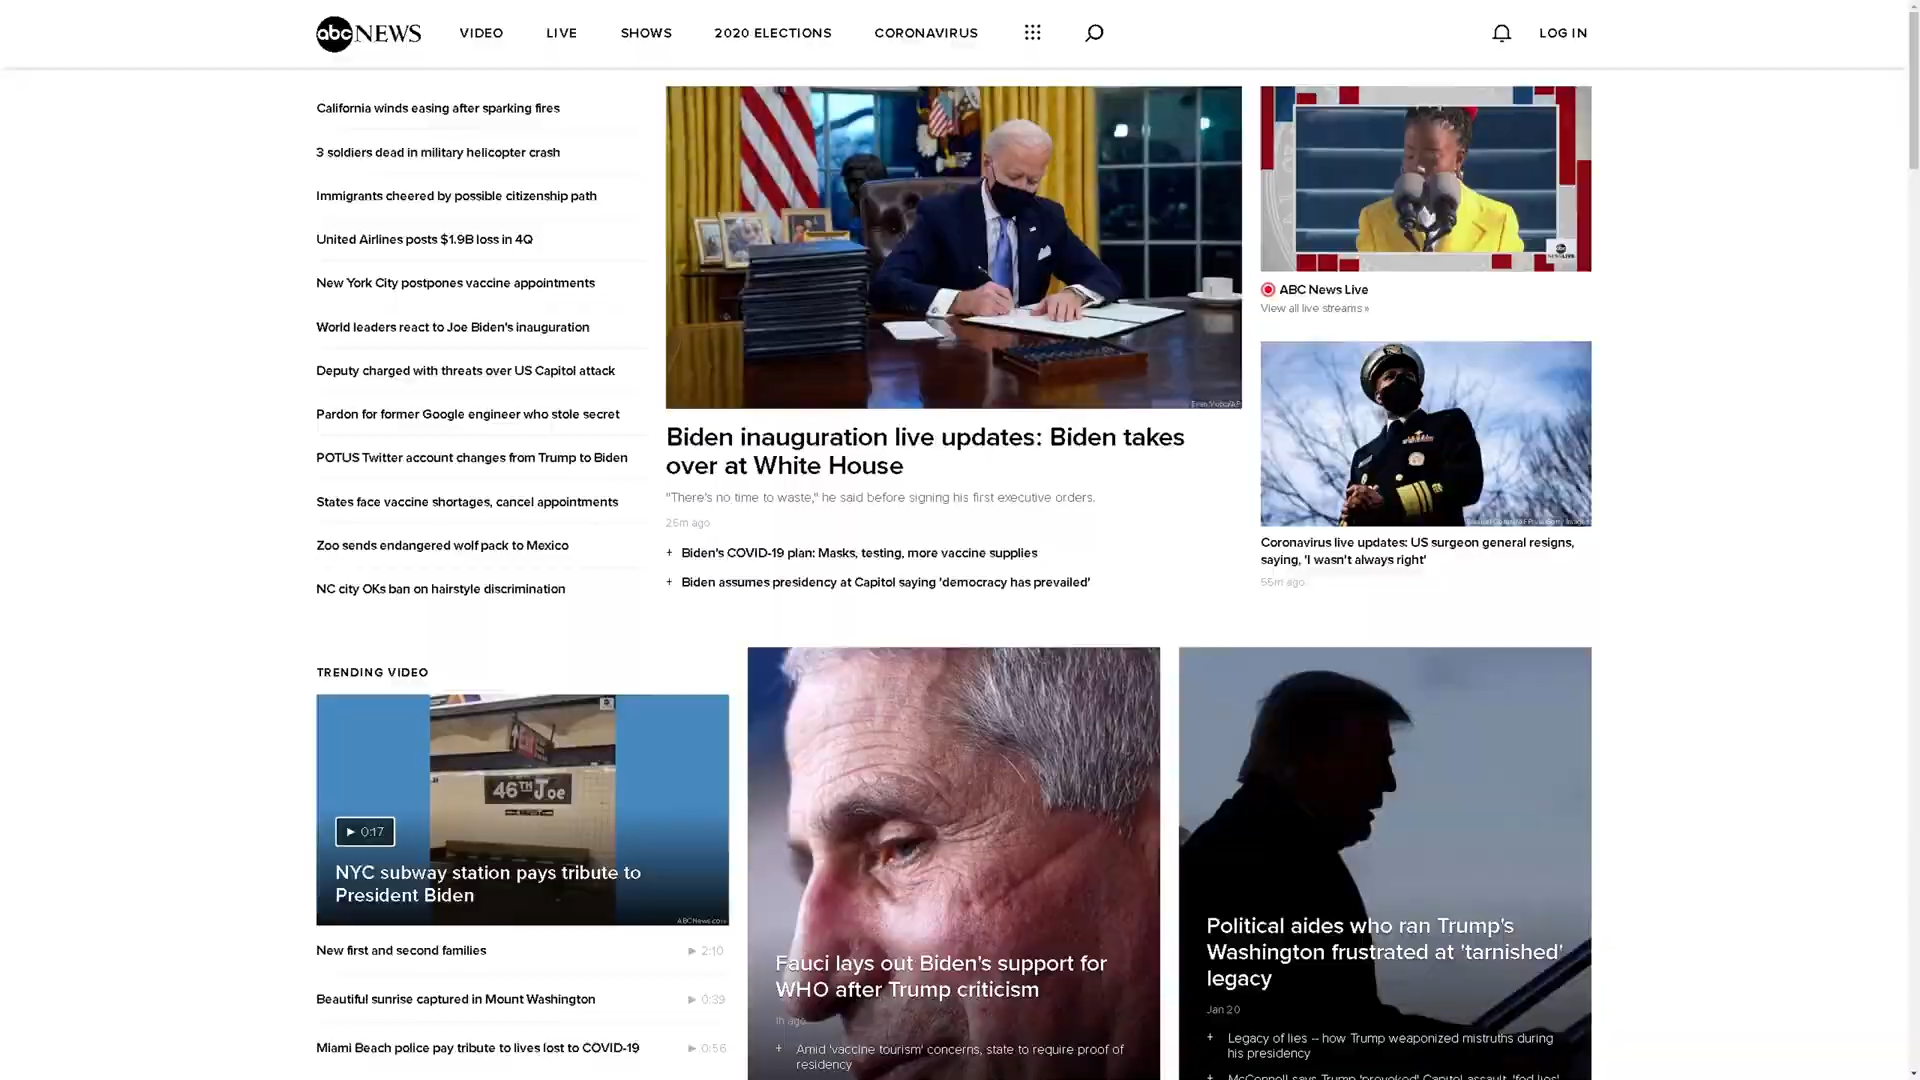 abc NEWS
VIDEO
LIVE
SHOWS
2020 ELECTIONS
CORONAVIRUS
LOG IN
California winds easing after sparking fires
3 soldiers dead in military helicopter crash
Immigrants cheered by possible citizenship path
United Airlines posts $1.9B loss in 4Q
New York City postpones vaccine appointments
World leaders react to Joe Biden's inauguration
Deputy charged with threats over US Capitol attack
Pardon for former Google engineer who stole secret
POTUS Twitter account changes from Trump to Biden
States face vaccine shortages, cancel appointments
Zoo sends endangered wolf pack to Mexico
NC city OKs ban on hairstyle discrimination
Biden inauguration live updates: Biden takes
over at White House
"There's no time to waste," he said before signing his first executive orders.
26m ago
+ Biden's COVID-19 plan: Masks, testing, more vaccine supplies
+ Biden assumes presidency at Capitol saying 'democracy has prevailed'
ABC News Live
View all live streams »
Coronavirus live updates: US surgeon general resigns,
saying, 'I wasn't always right'
55m ago
TRENDING VIDEO
46TH Joe
0:17
NYC subway station pays tribute to
President Biden
ABCNews.com
New first and second families
2:10
Beautiful sunrise captured in Mount Washington
0:39
Miami Beach police pay tribute to lives lost to COVID-19
0:56
Fauci lays out Biden's support for
WHO after Trump criticism
1h ago
+ Amid 'vaccine tourism' concerns, state to require proof of
residency
Political aides who ran Trump's
Washington frustrated at 'tarnished'
legacy
Jan 20
+ Legacy of lies -- how Trump weaponized mistruths during
his presidency
+ McConnell says Trump 'provoked' Capitol assault, 'fed lies'